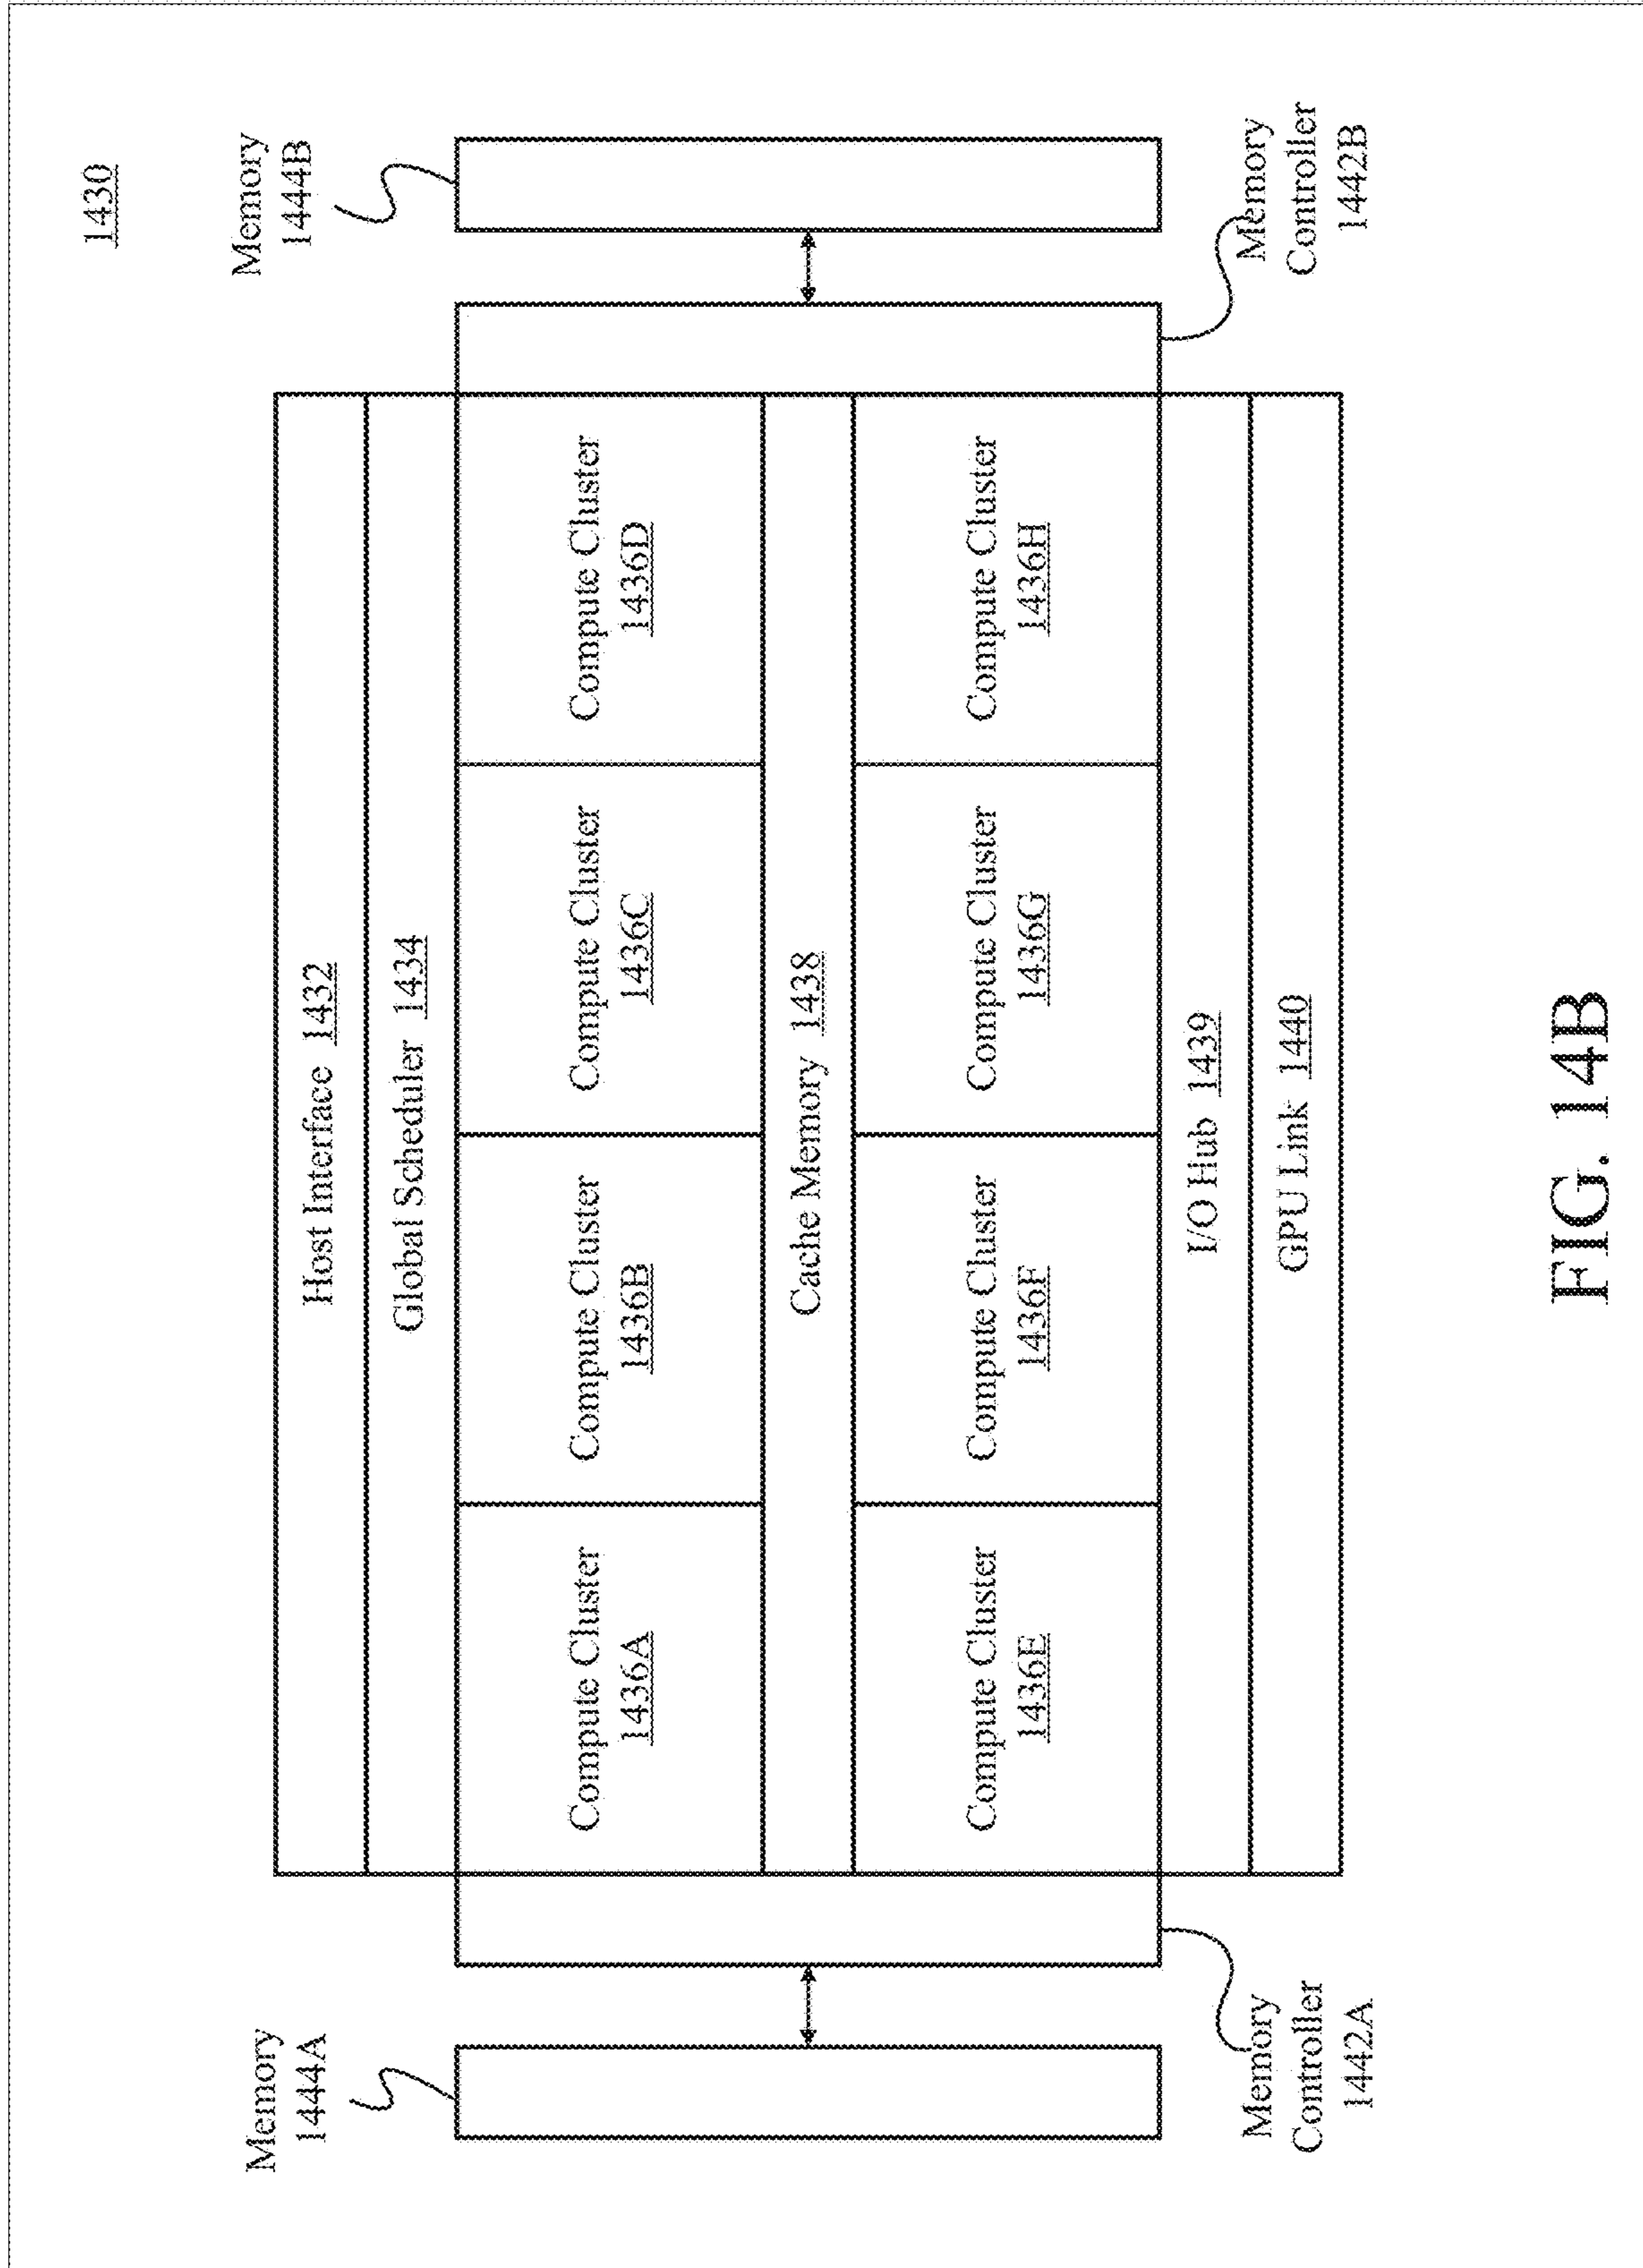 1430
Memory
1444A
Memory
1444B
Host Interface 1432
Global Scheduler 1434
Compute Cluster
1436A
Compute Cluster
1436B
Compute Cluster
1436C
Compute Cluster
1436D
Cache Memory 1438
Compute Cluster
1436E
Compute Cluster
1436F
Compute Cluster
1436G
Compute Cluster
1436H
I/O Hub 1439
GPU Link 1440
Memory
Controller
1442A
Memory
Controller
1442B
FIG. 14B